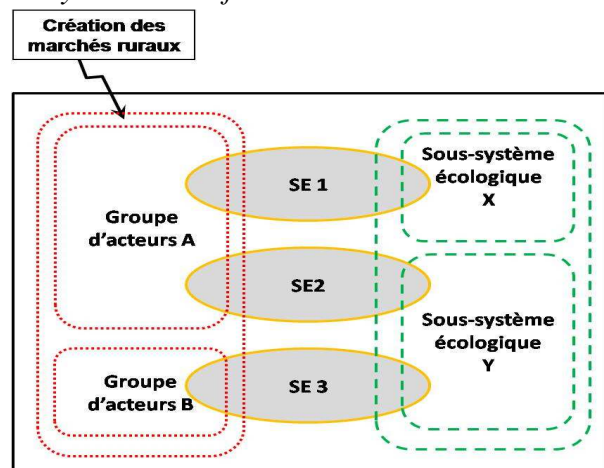 Création des
marchés ruraux
Groupe
d'acteurs A
Groupe
d'acteurs B
SE 1
SE2
SE 3
Sous-système
écologique
X
Sous-système
écologique
Y